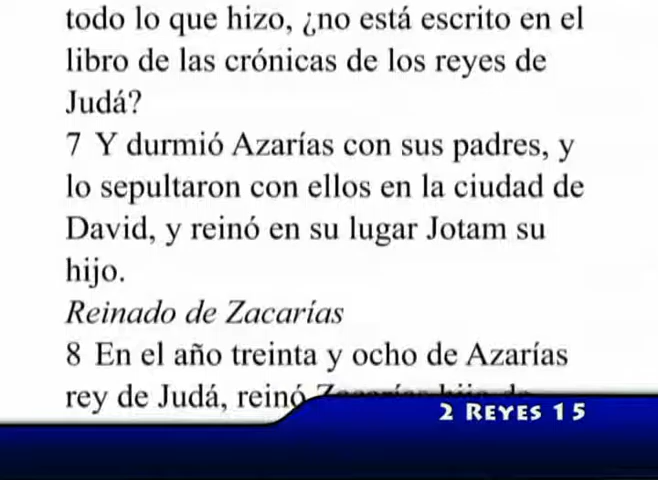 todo lo que hizo, ¿no está escrito en el
libro de las crónicas de los reyes de
Judá?
7 Y durmió Azarías con sus padres, y
lo sepultaron con ellos en la ciudad de
David, y reinó en su lugar Jotam su
hijo.
Reinado de Zacarías
8 En el año treinta y ocho de Azarías
rey de Judá, reinó Zacarías hijo de
2 REYES 15